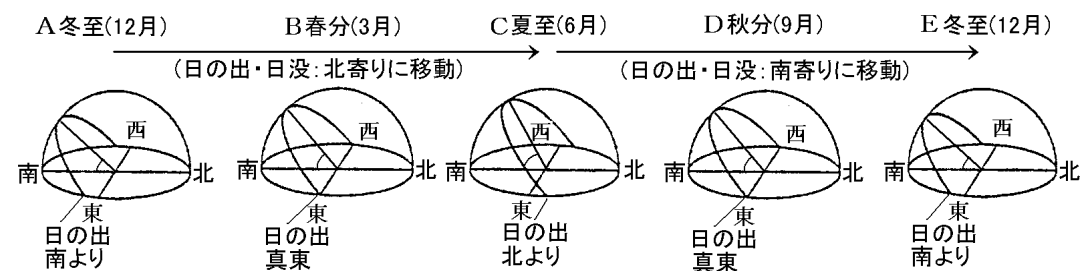 A冬至(12月) B春分(3月) C夏至(6月) D秋分(9月) E冬至(12月)
(日の出・日没:北寄りに移動) (日の出・日没:南寄りに移動)
西 西 西 西 西
南 北 南 北 南 北 南 北 南 北
東 東 東 東 東
日の出 日の出 日の出 日の出 日の出
南より 真東 北より 真東 南より